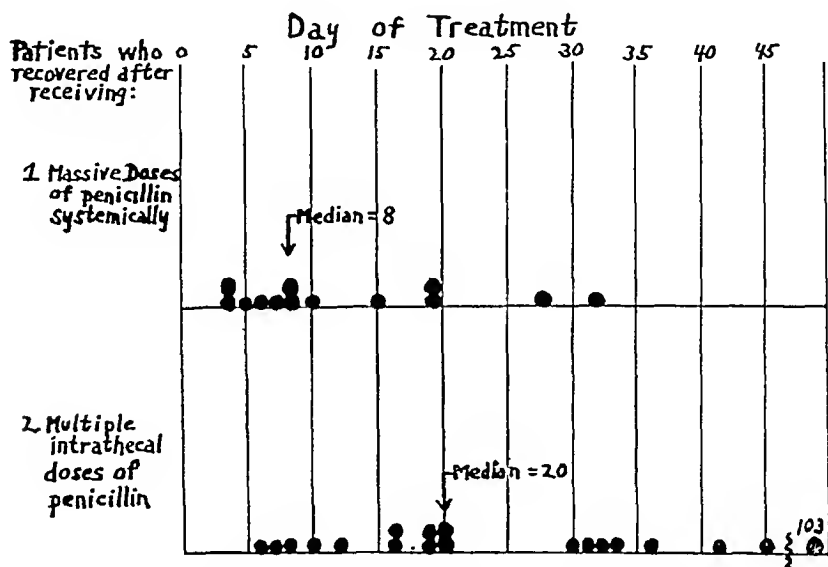 Day of Treatment
Patients who
recovered after
receiving:
0 5 10 15 20 25 30 35 40 45
1 Massive Doses
of penicillin
systemically
Median = 8
2 Multiple
intrathecal
doses of
penicillin
Median = 20
103